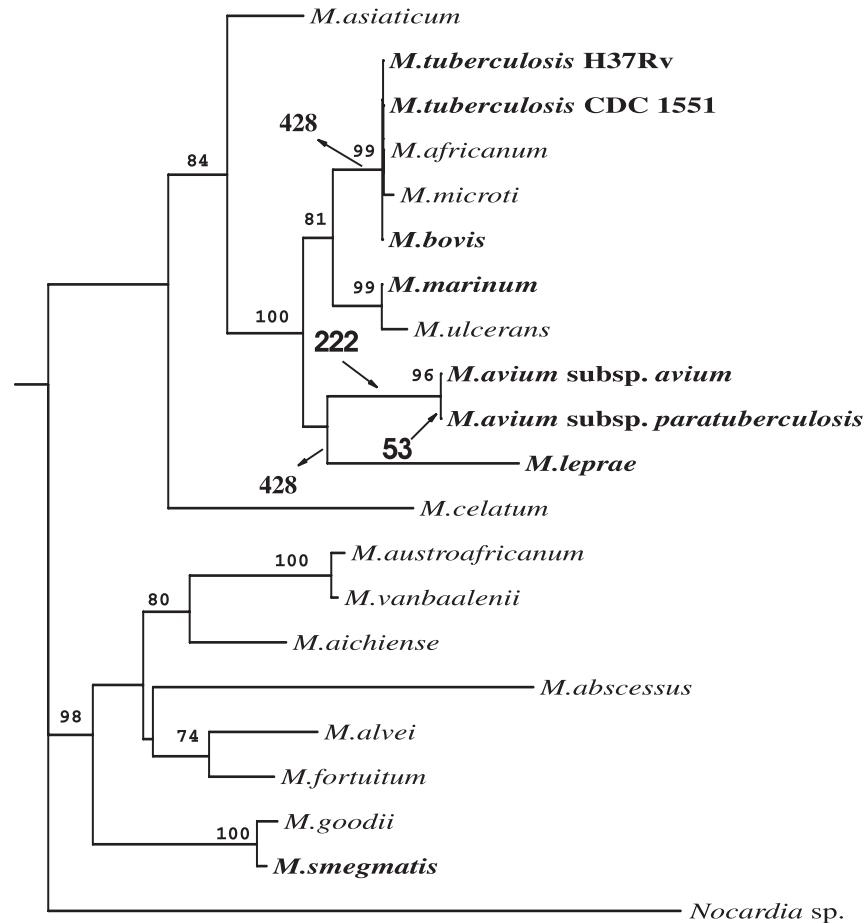 M.asiaticum
M.tuberculosis H37Rv
M.tuberculosis CDC 1551
428
99
M.africanum
84
M.microti
81
M.bovis
99
M.marinum
100
M.ulcerans
222
96
M.avium subsp. avium
M.avium subsp. paratuberculosis
53
M.leprae
428
M.celatum
M.austroafricanum
100
M.vanbaalenii
80
M.aichiense
M.abscessus
98
M.alvei
74
M.fortuitum
M.goodii
100
M.smegmatis
Nocardia sp.